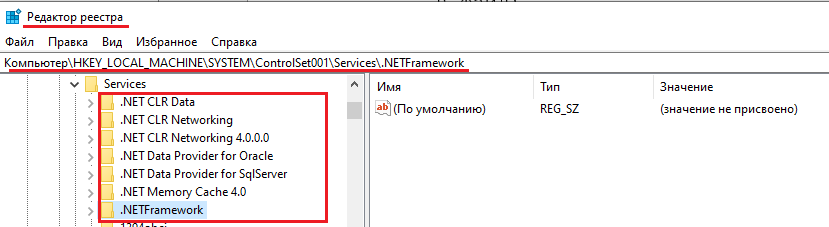 Редактор реестра
Файл Правка Вид Избранное Справка
Компьютер\HKEY_LOCAL_MACHINE\SYSTEM\ControlSet001\Services\.NETFramework
Services
.NET CLR Data
.NET CLR Networking
.NET CLR Networking 4.0.0.0
.NET Data Provider for Oracle
.NET Data Provider for SqlServer
.NET Memory Cache 4.0
.NETFramework
Имя Тип Значение
ab (По умолчанию) REG_SZ (значение не присвоено)